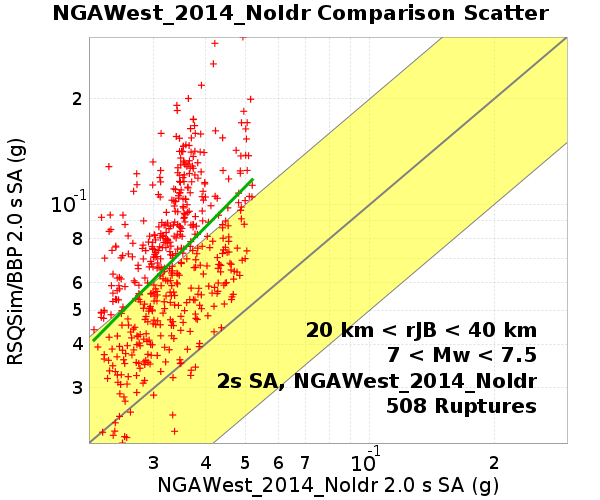 NGAWest_2014_NoIdr Comparison Scatter
RSQSim/BBP 2.0 s SA (g)
2
10-1
8
6
5
4
3
20 km < rJB < 40 km
7 < Mw < 7.5
2s SA, NGAWest_2014_NoIdr
508 Ruptures
3 4 5 6 7 10-1 2
NGAWest_2014_NoIdr 2.0 s SA (g)